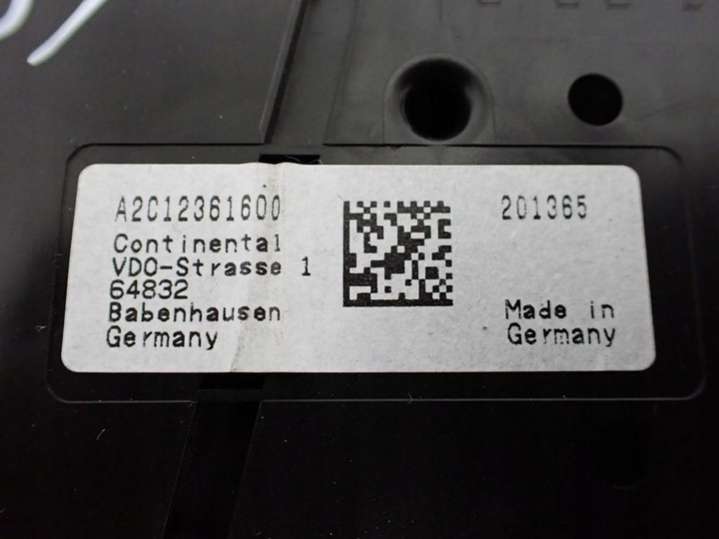 A2C12361600
Continental
VDO-Strasse 1
64832
Babenhausen
Germany
201365
Made in
Germany